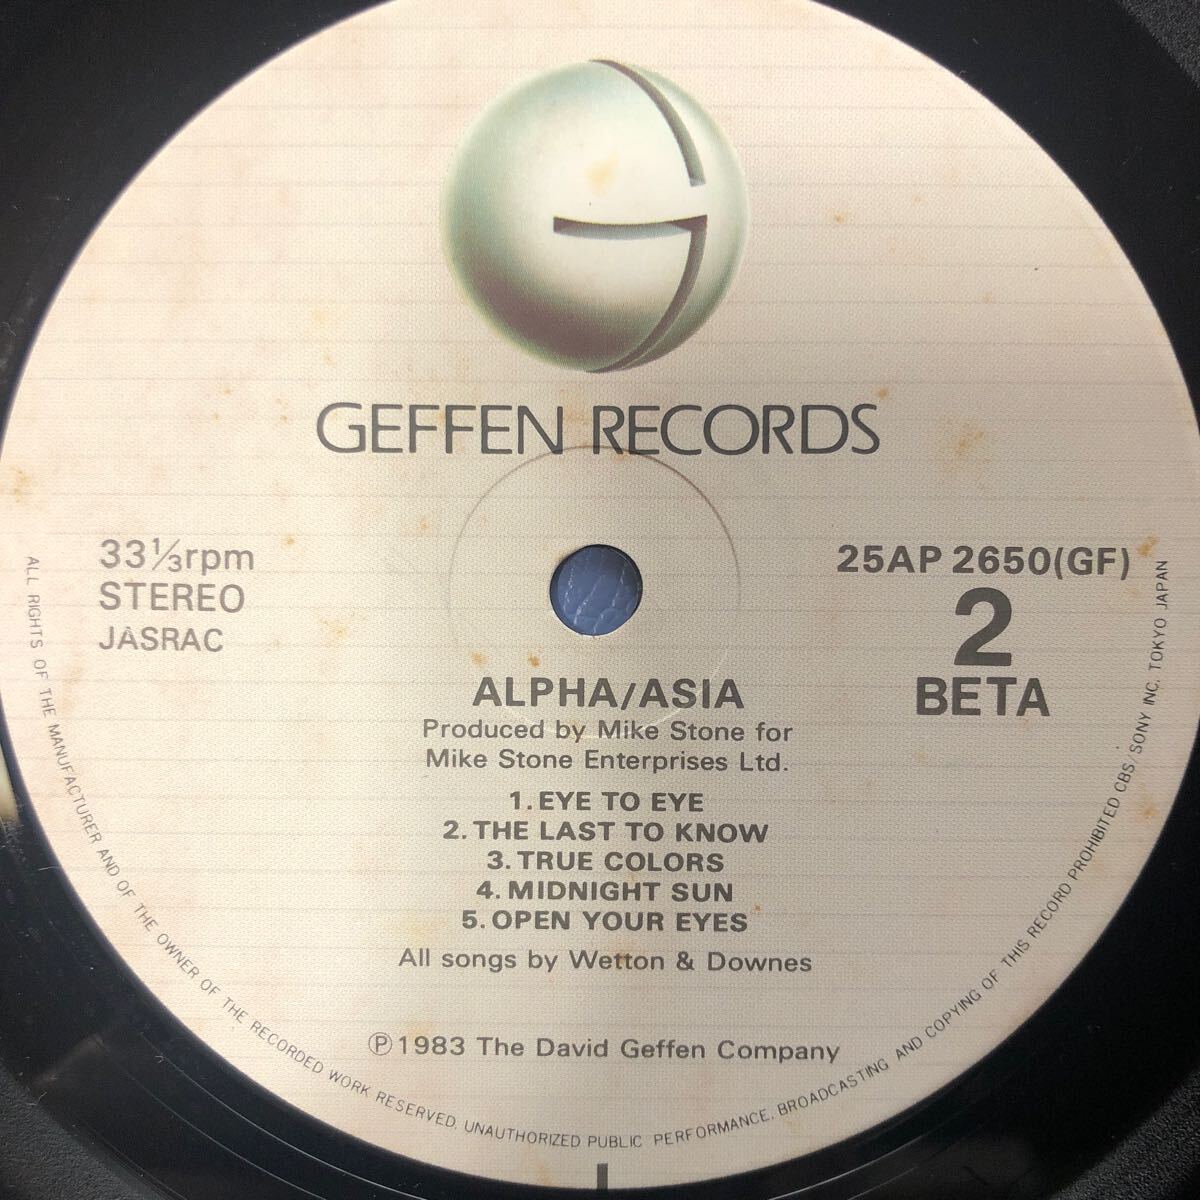 GEFFEN RECORDS
33⅓rpm
STEREO
JASRAC
25AP 2650(GF)
2
BETA
ALPHA/ASIA
Produced by Mike Stone for
Mike Stone Enterprises Ltd.
1. EYE TO EYE
2. THE LAST TO KNOW
3. TRUE COLORS
4. MIDNIGHT SUN
5. OPEN YOUR EYES
All songs by Wetton & Downes
Ⓟ1983 The David Geffen Company
ALL RIGHTS OF THE MANUFACTURER AND OF THE OWNER OF THE RECORDED WORK RESERVED. UNAUTHORIZED PUBLIC PERFORMANCE, BROADCASTING AND COPYING OF THIS RECORD PROHIBITED CBS/SONY INC. TOKYO JAPAN